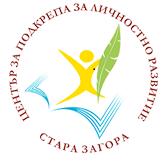 ЦЕНТЪР ЗА ПОДКРЕПА ЗА ЛИЧНОСТНО РАЗВИТИЕ
СТАРА ЗАГОРА